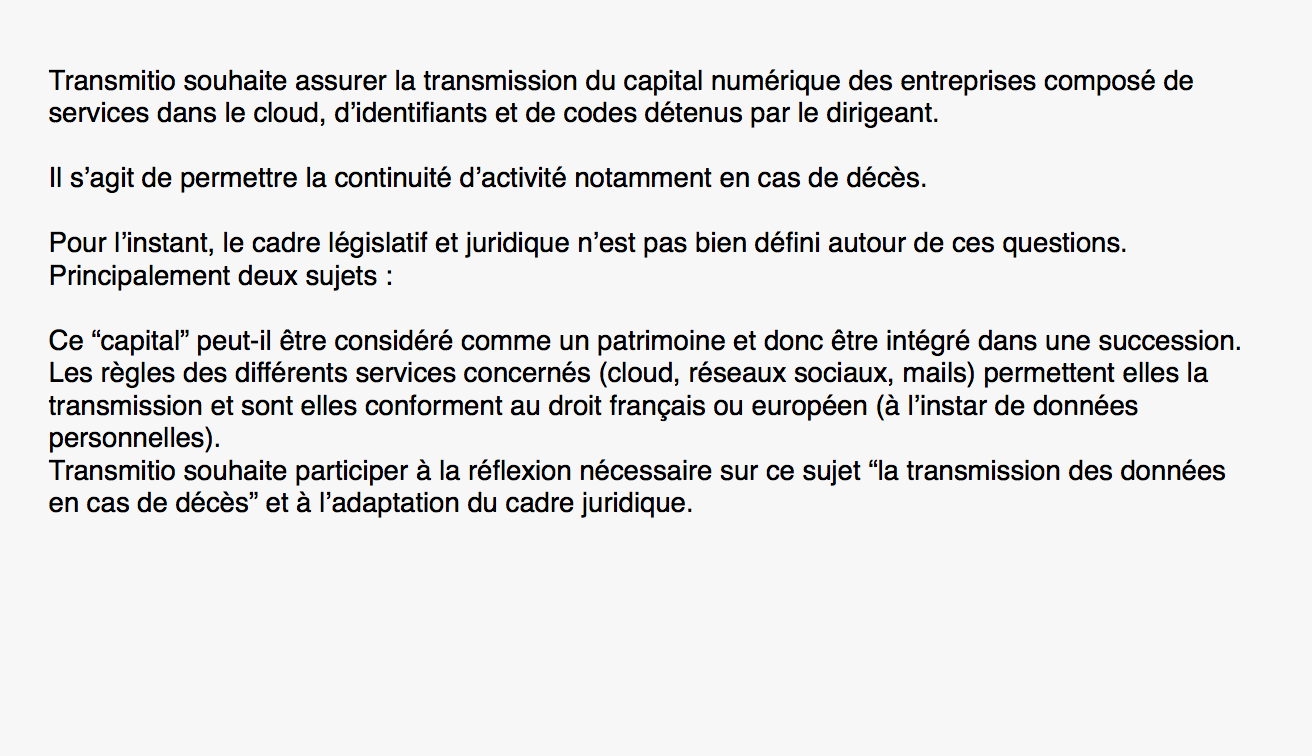 Transmitio souhaite assurer la transmission du capital numérique des entreprises composé de
services dans le cloud, d’identifiants et de codes détenus par le dirigeant.
Il s’agit de permettre la continuité d’activité notamment en cas de décès.
Pour l’instant, le cadre législatif et juridique n’est pas bien défini autour de ces questions.
Principalement deux sujets :
Ce “capital” peut-il être considéré comme un patrimoine et donc être intégré dans une succession.
Les règles des différents services concernés (cloud, réseaux sociaux, mails) permettent elles la
transmission et sont elles conforment au droit français ou européen (à l’instar de données
personnelles).
Transmitio souhaite participer à la réflexion nécessaire sur ce sujet “la transmission des données
en cas de décès” et à l’adaptation du cadre juridique.